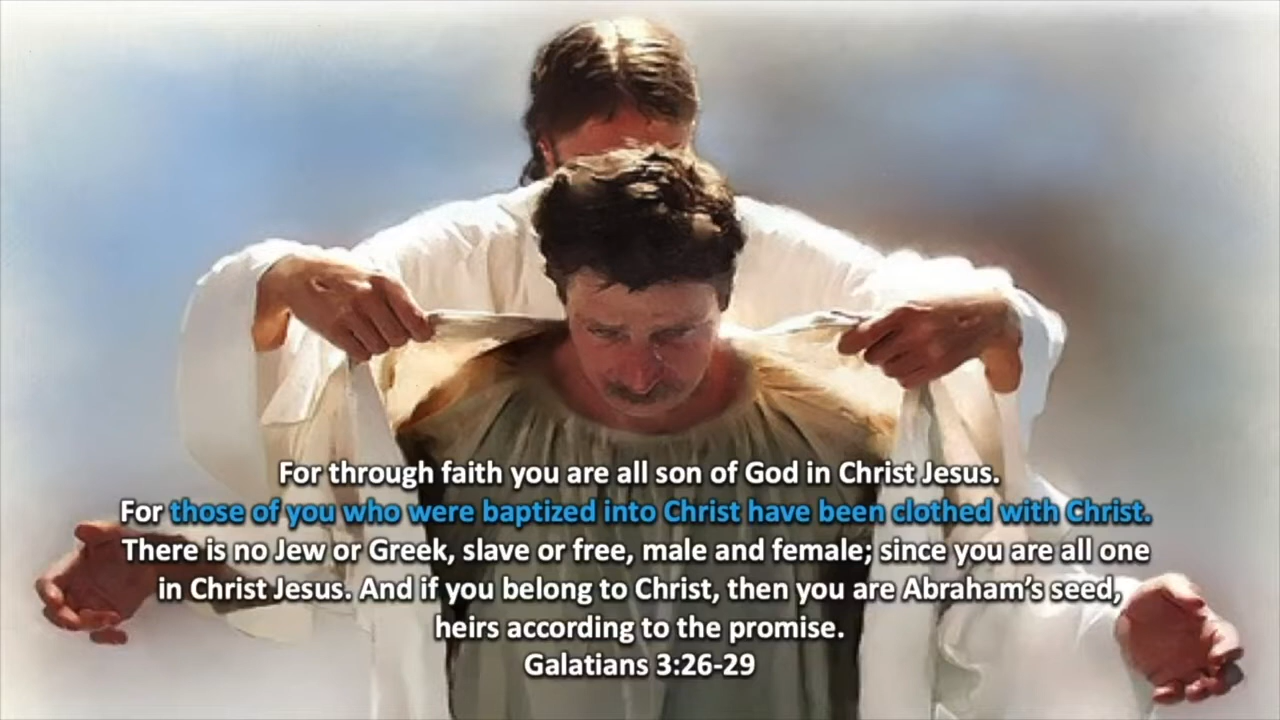 For through faith you are all son of God in Christ Jesus.
For those of you who were baptized into Christ have been clothed with Christ.
There is no Jew or Greek, slave or free, male and female; since you are all one
in Christ Jesus. And if you belong to Christ, then you are Abraham’s seed,
heirs according to the promise.
Galatians 3:26-29